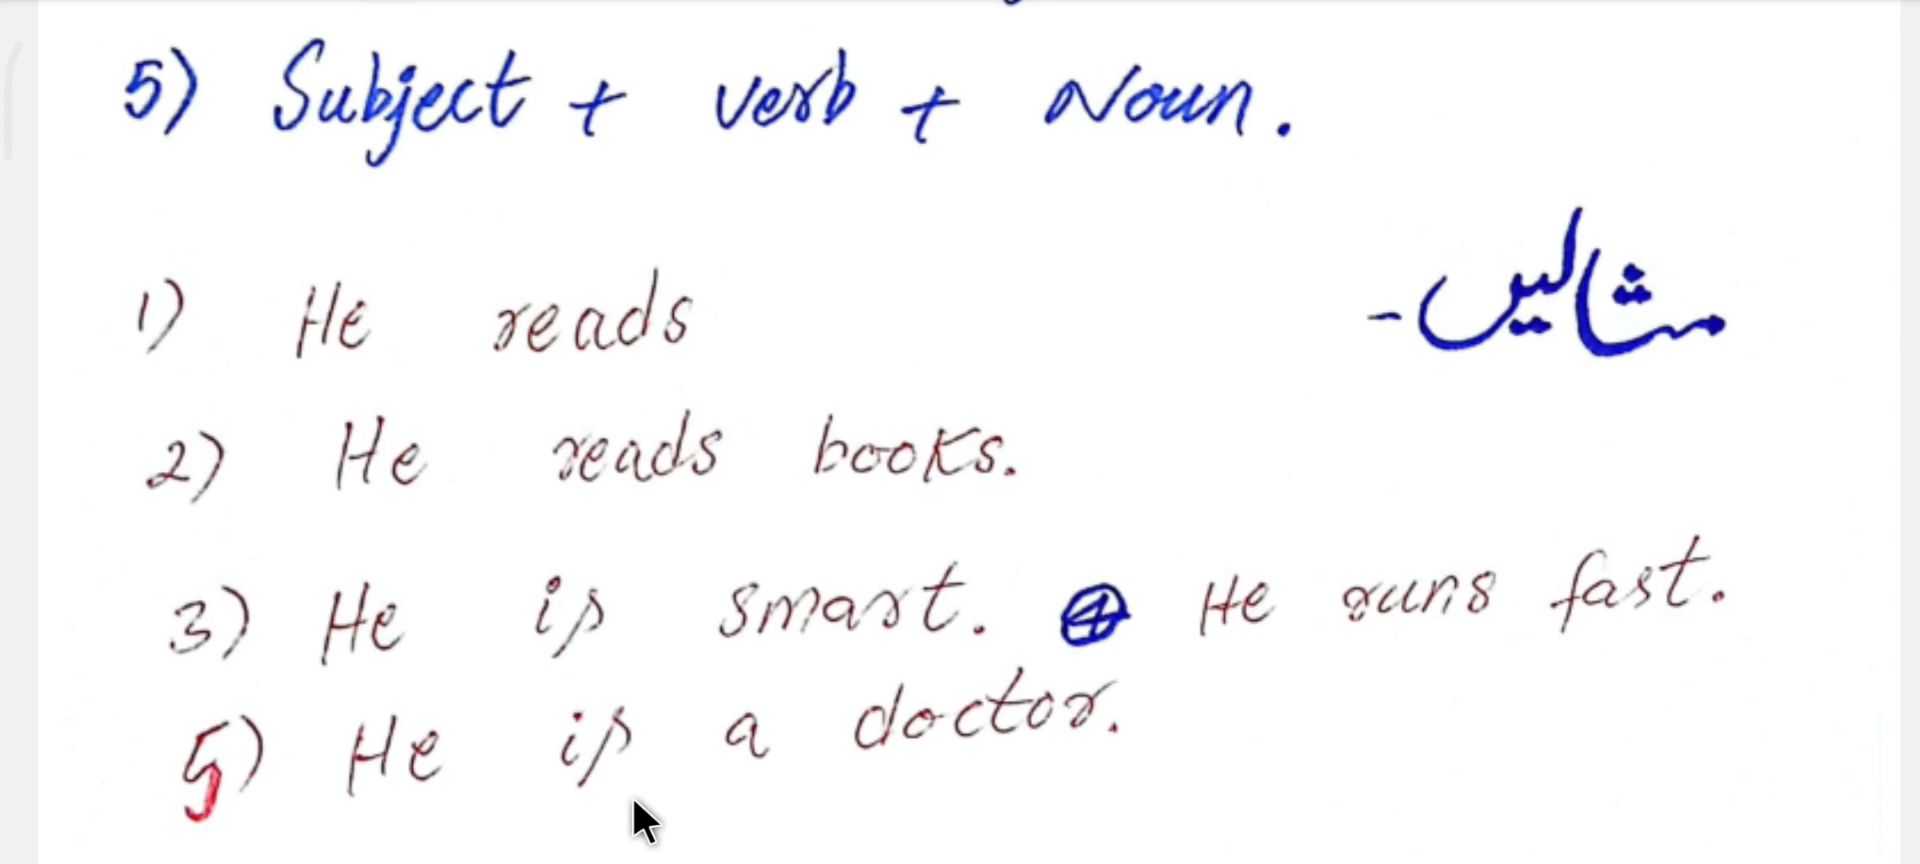 5) Subject + verb + Noun.
مثالیں -
1) He reads
2) He reads books.
3) He is smart. 4 He runs fast.
5) He is a doctor.